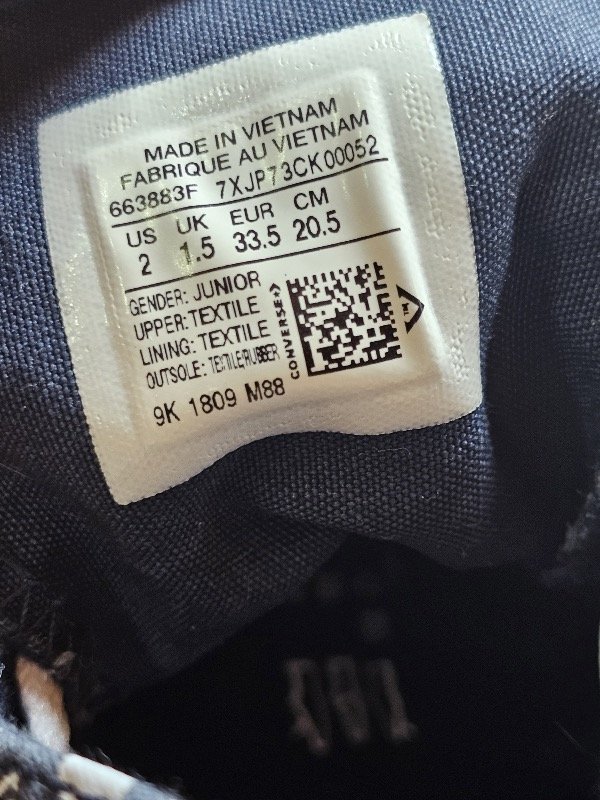 MADE IN VIETNAM
FABRIQUE AU VIETNAM
663883F 7XJP73CK00052
US UK EUR CM
2 1.5 33.5 20.5
GENDER: JUNIOR
UPPER: TEXTILE
LINING: TEXTILE
OUTSOLE: TEXTILE/RUBBER
CONVERSE
TM
9K 1809 M88